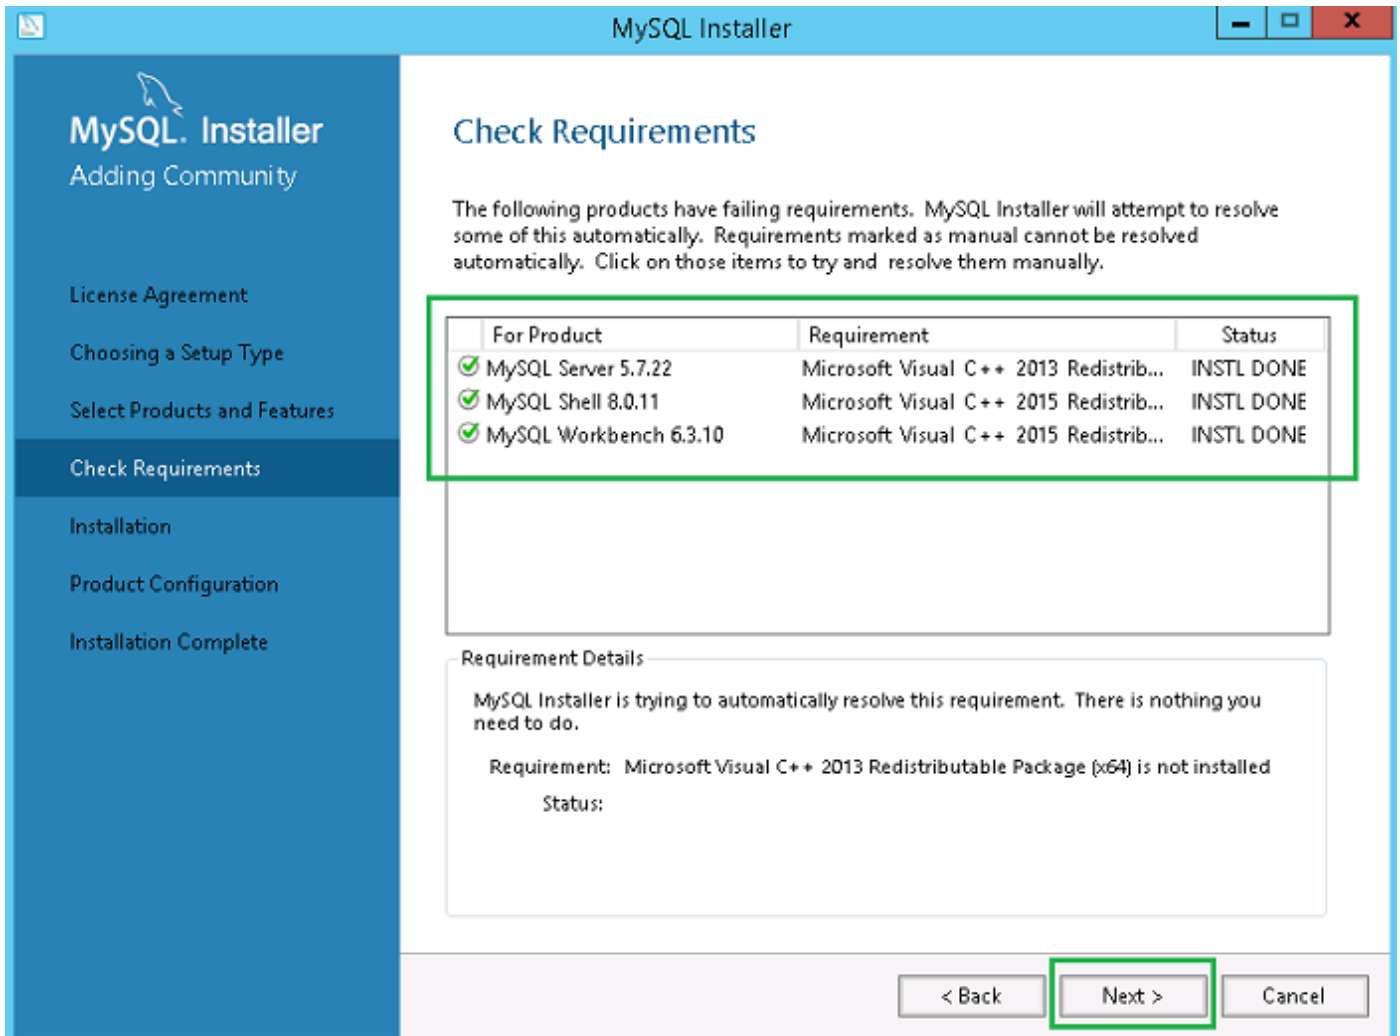 MySQL Installer
MySQL. Installer
Adding Community
License Agreement
Choosing a Setup Type
Select Products and Features
Check Requirements
Installation
Product Configuration
Installation Complete
Check Requirements
The following products have failing requirements. MySQL Installer will attempt to resolve
some of this automatically. Requirements marked as manual cannot be resolved
automatically. Click on those items to try and resolve them manually.
For Product Requirement Status
MySQL Server 5.7.22 Microsoft Visual C++ 2013 Redistrib... INSTL DONE
MySQL Shell 8.0.11 Microsoft Visual C++ 2015 Redistrib... INSTL DONE
MySQL Workbench 6.3.10 Microsoft Visual C++ 2015 Redistrib... INSTL DONE
Requirement Details
MySQL Installer is trying to automatically resolve this requirement. There is nothing you
need to do.
Requirement: Microsoft Visual C++ 2013 Redistributable Package (x64) is not installed
Status:
< Back Next > Cancel